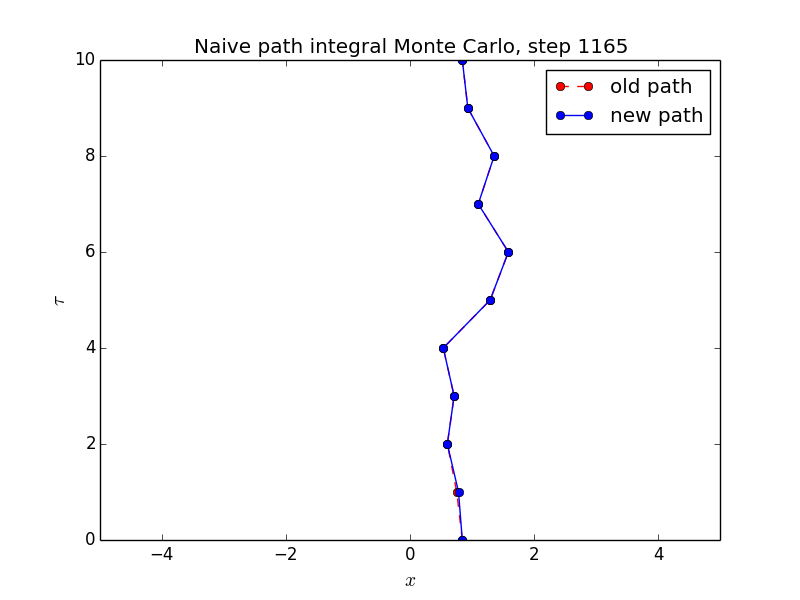 Naive path integral Monte Carlo, step 1165
old path
new path
10
8
6
4
2
0
τ
−4
−2
0
2
4
x